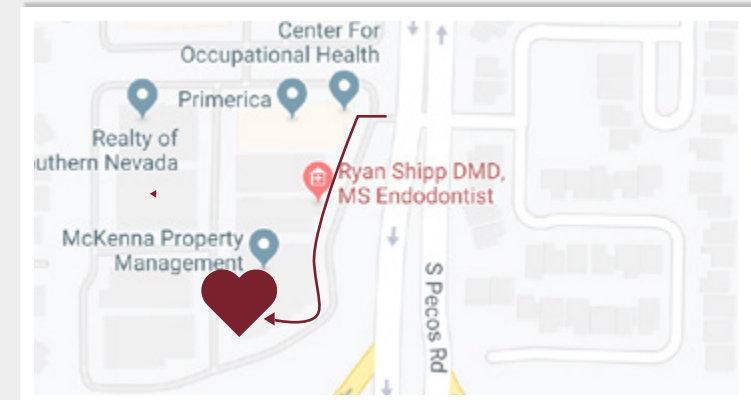 Center For
Occupational Health
Primerica
Realty of
uthern Nevada
Ryan Shipp DMD,
MS Endodontist
McKenna Property
Management
S Pecos Rd